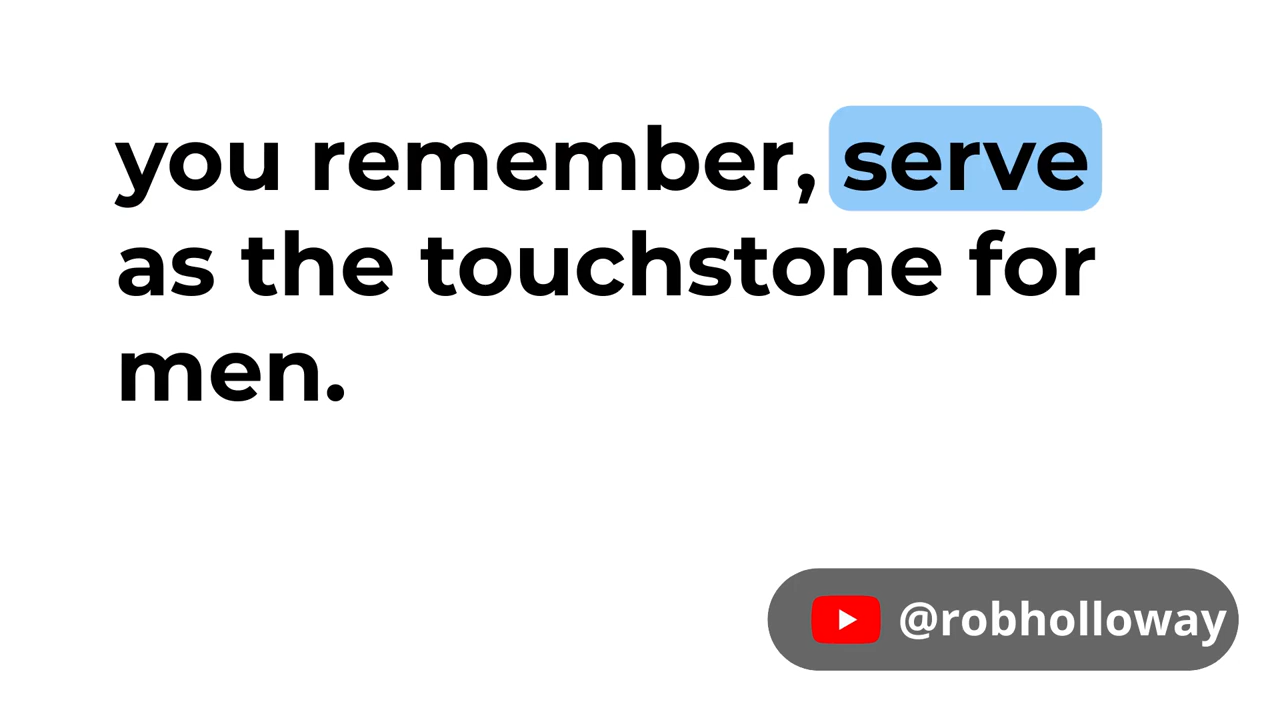 you remember, serve
as the touchstone for
men.
@robholloway